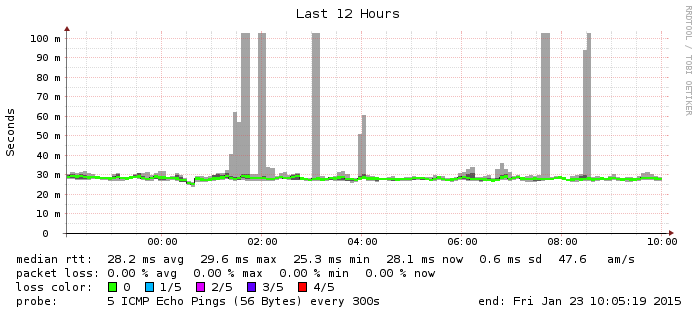 Last 12 Hours
RRDTOOL / TOBI OETIKER
Seconds
100 m
90 m
80 m
70 m
60 m
50 m
40 m
30 m
20 m
10 m
0
00:00 02:00 04:00 06:00 08:00 10:00
median rtt: 28.2 ms avg 29.6 ms max 25.3 ms min 28.1 ms now 0.6 ms sd 47.6 am/s
packet loss: 0.00 % avg 0.00 % max 0.00 % min 0.00 % now
loss color: 0 1/5 2/5 3/5 4/5
probe: 5 ICMP Echo Pings (56 Bytes) every 300s end: Fri Jan 23 10:05:19 2015